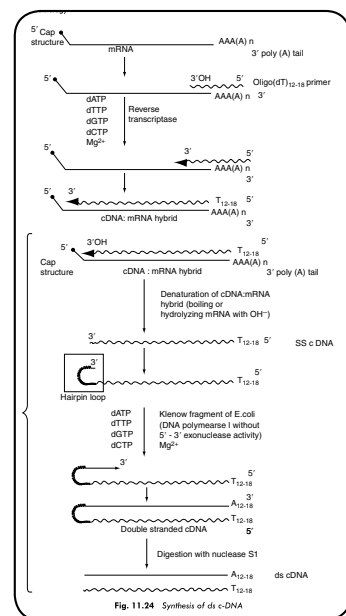 5′ Cap
structure
mRNA
AAA(A) n
3′ poly (A) tail
5′
3′OH
5′
Oligo(dT)12-18 primer
AAA(A) n
3′
dATP
dTTP
dGTP
dCTP
Mg2+
Reverse
transcriptase
5′
3′
5′
AAA(A) n
3′
5′
3′
T12-18
5′
AAA(A) n
3′
cDNA: mRNA hybrid
5′
3′OH
5′
T12-18
Cap
structure
AAA(A) n
3′ poly (A) tail
cDNA : mRNA hybrid
Denaturation of cDNA:mRNA
hybrid (boiling or
hydrolyzing mRNA with OH–)
3′
T12-18 5′
SS c DNA
3′
5′
T12-18
Hairpin loop
dATP
dTTP
dGTP
dCTP
Klenow fragment of E.coli
(DNA polymearse I without
5′ - 3′ exonuclease activity)
Mg2+
3′
5′
T12-18
3′
A12-18
T12-18
5′
Double stranded cDNA
Digestion with nuclease S1
A12-18
ds cDNA
T12-18
Fig. 11.24 Synthesis of ds c-DNA